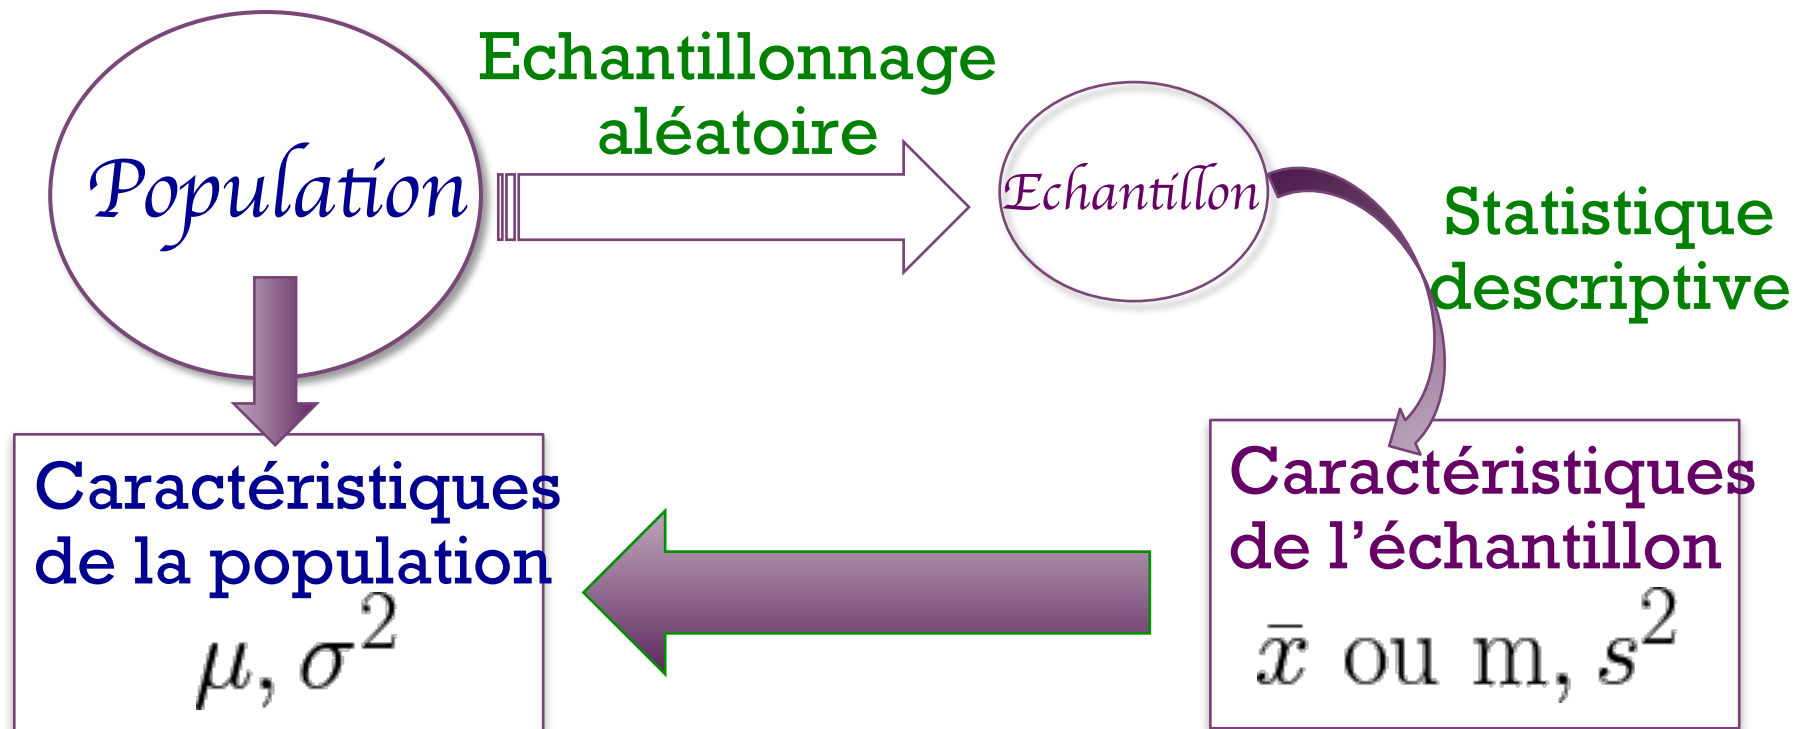 Echantillonnage
aléatoire
Population
Echantillon
Statistique
descriptive
Caractéristiques
de la population
μ, σ²
Caractéristiques
de l’échantillon
x̄ ou m, s²